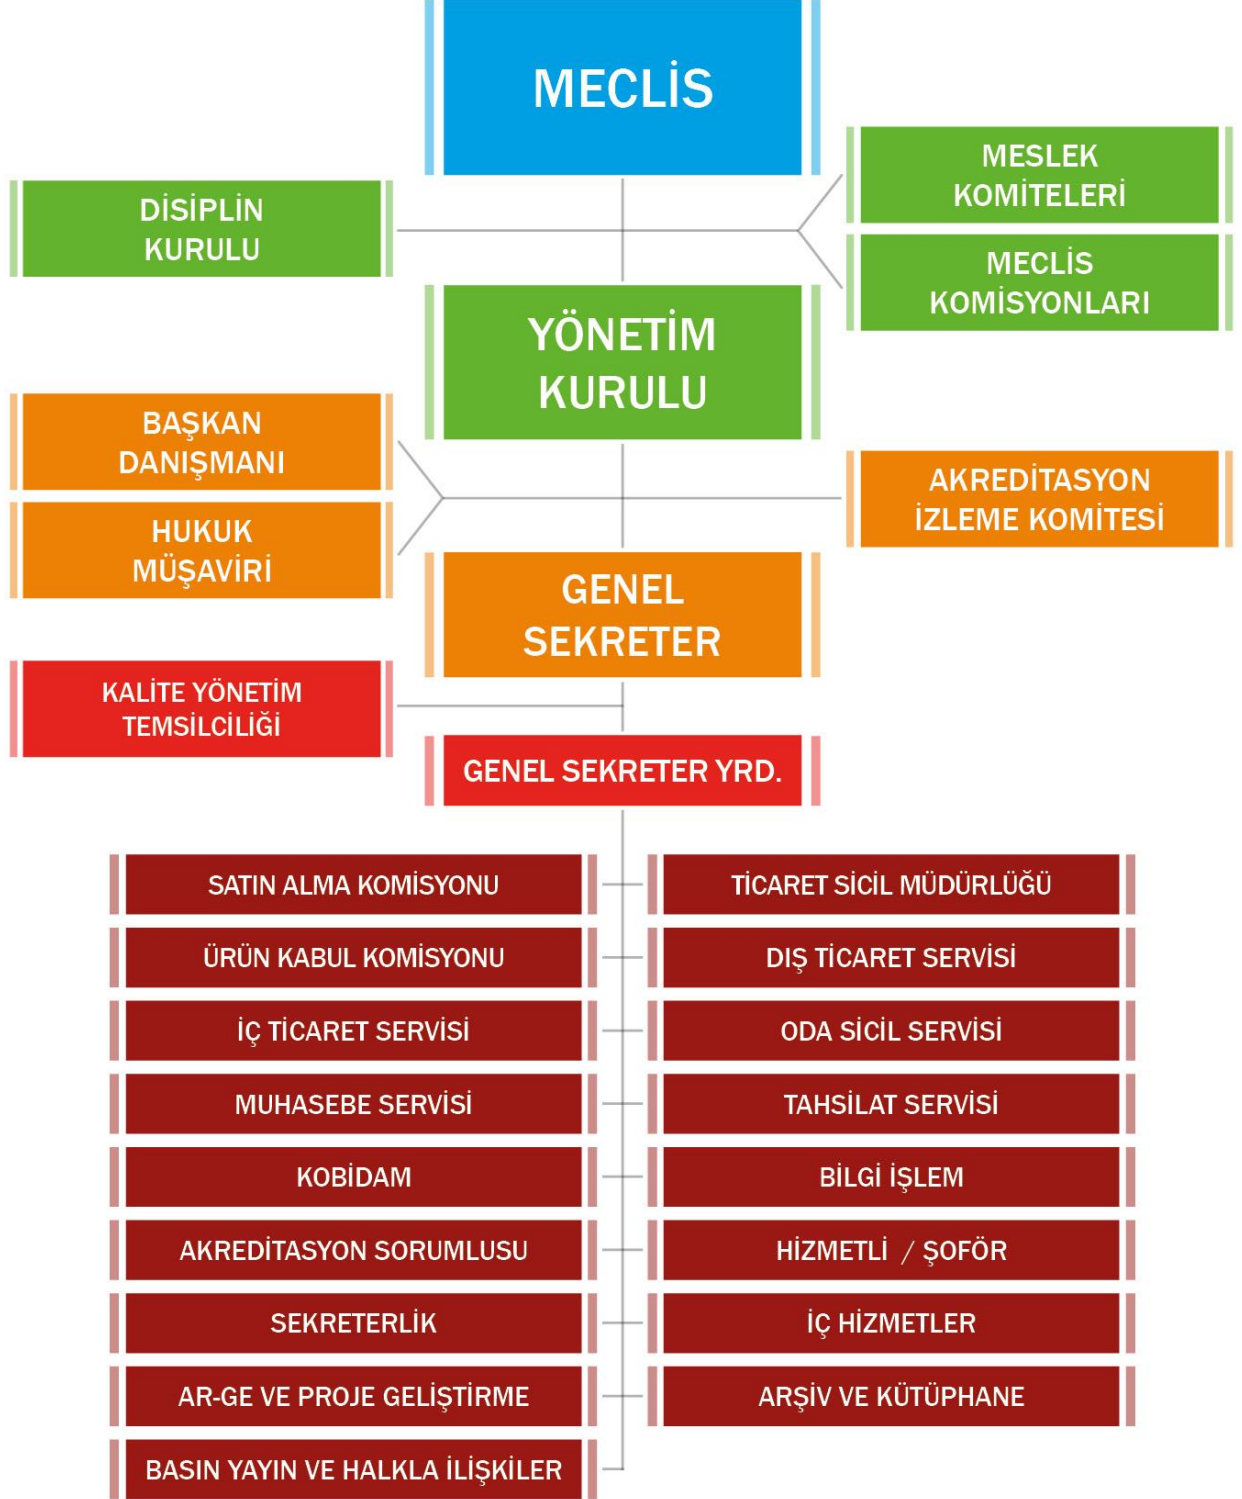 MECLİS
MESLEK
KOMİTELERİ
DİSİPLİN
KURULU
MECLİS
KOMİSYONLARI
YÖNETİM
KURULU
BAŞKAN
DANIŞMANI
AKREDİTASYON
İZLEME KOMİTESİ
HUKUK
MÜŞAVİRİ
GENEL
SEKRETER
KALİTE YÖNETİM
TEMSİLCİLİĞİ
GENEL SEKRETER YRD.
SATIN ALMA KOMİSYONU
TİCARET SİCİL MÜDÜRLÜĞÜ
ÜRÜN KABUL KOMİSYONU
DIŞ TİCARET SERVİSİ
İÇ TİCARET SERVİSİ
ODA SİCİL SERVİSİ
MUHASEBE SERVİSİ
TAHSİLAT SERVİSİ
KOBİDAM
BİLGİ İŞLEM
AKREDİTASYON SORUMLUSU
HİZMETLİ / ŞOFÖR
SEKRETERLİK
İÇ HİZMETLER
AR-GE VE PROJE GELİŞTİRME
ARŞİV VE KÜTÜPHANE
BASIN YAYIN VE HALKLA İLİŞKİLER